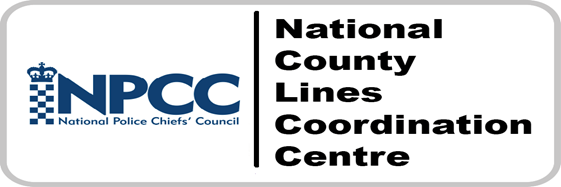 NPCC
National Police Chiefs' Council
National
County
Lines
Coordination
Centre